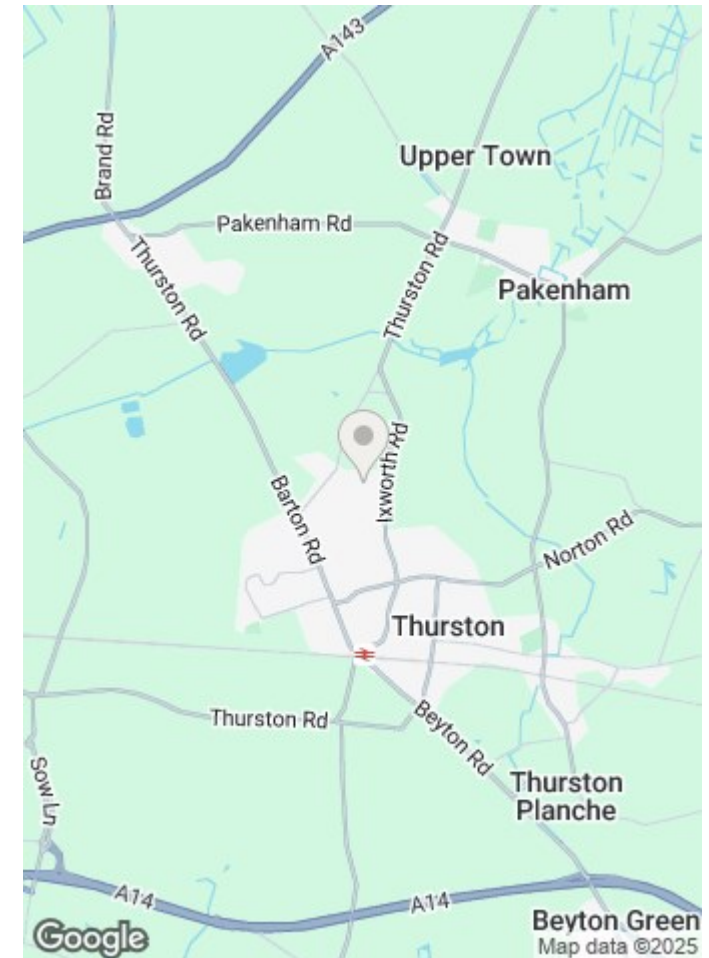 A143
Brand Rd
Upper Town
Pakenham Rd
Thurston Rd
Thurston Rd
Pakenham
Ixworth Rd
Barton Rd
Norton Rd
Thurston
Thurston Rd
Beyton Rd
Sow Ln
Thurston
Planche
A14
A14
Beyton Green
Google
Map data ©2025